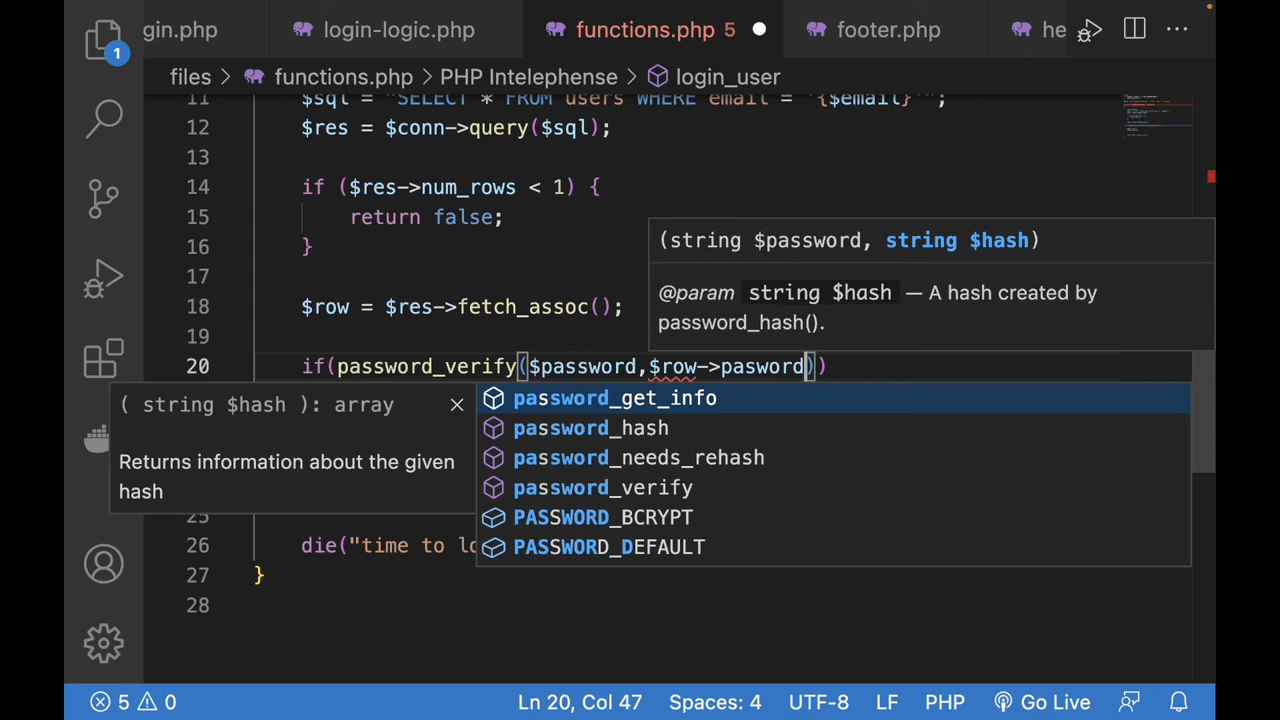 gin.php login-logic.php functions.php 5 footer.php he
files > functions.php > PHP Intelephense > login_user
1
11 $sql = "SELECT * FROM users WHERE email = '{$email}'";
12 $res = $conn->query($sql);
13
14 if ($res->num_rows < 1) {
15 return false;
16 }
17
18 $row = $res->fetch_assoc();
19
20 if(password_verify($password,$row->pasword))
(string $password, string $hash)
@param string $hash — A hash created by
password_hash().
( string $hash ): array
Returns information about the given
hash
password_get_info
password_hash
password_needs_rehash
password_verify
PASSWORD_BCRYPT
PASSWORD_DEFAULT
25
26 die("time to lo
27 }
28
5 0 Ln 20, Col 47 Spaces: 4 UTF-8 LF PHP Go Live